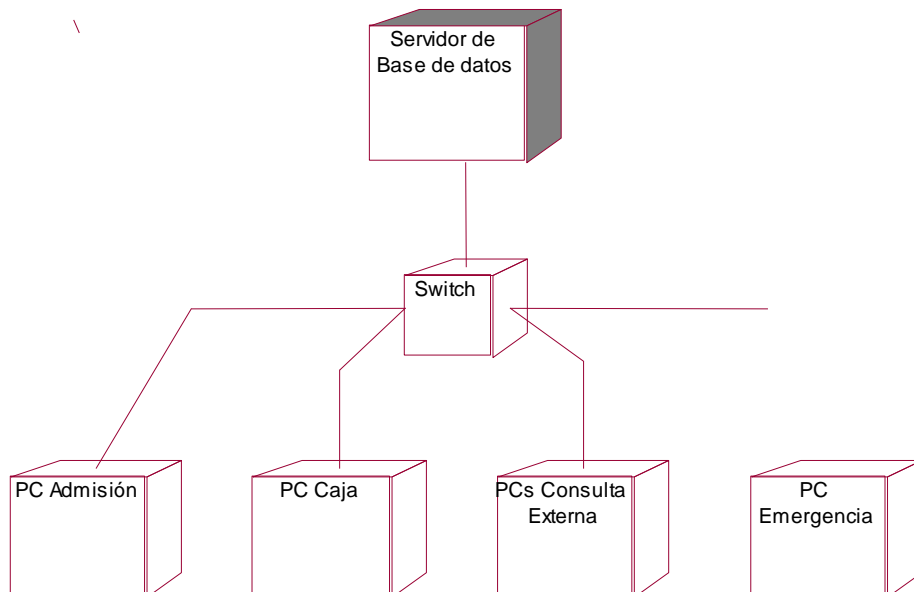 Servidor de
Base de datos
Switch
PC Admisión
PC Caja
PCs Consulta
Externa
PC
Emergencia